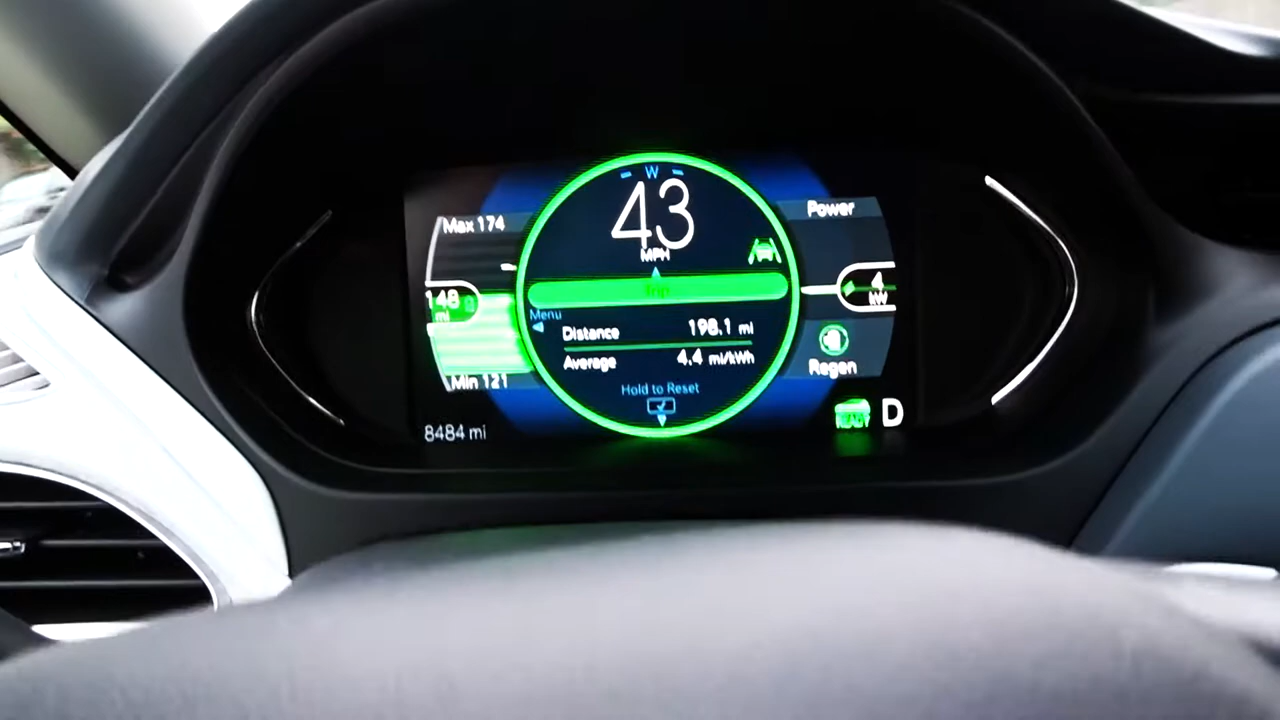 W
43
MPH
Max 174
148
mi
Min 121
8484 mi
Trip
Menu
Distance 198.1 mi
Average 4.4 mi/kWh
Hold to Reset
Power
4
kW
Regen
READY
D